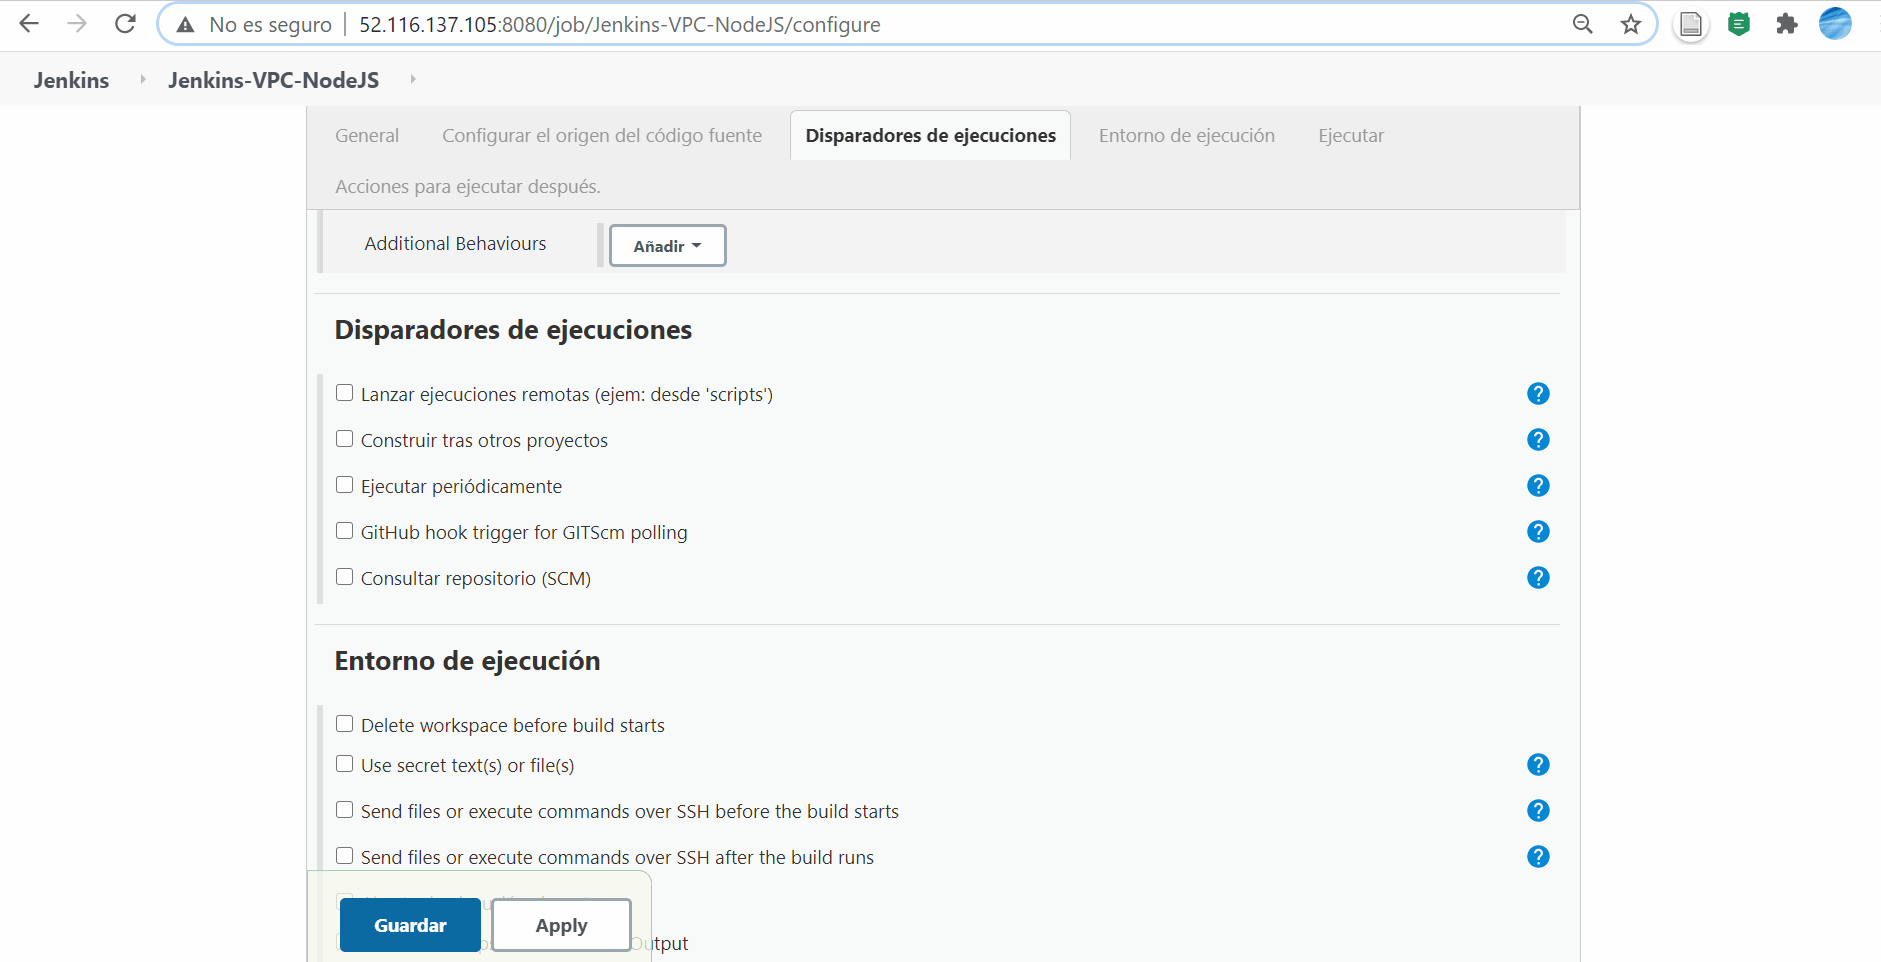 No es seguro 52.116.137.105:8080/job/Jenkins-VPC-NodeJS/configure
Jenkins Jenkins-VPC-NodeJS
General Configurar el origen del código fuente Disparadores de ejecuciones Entorno de ejecución Ejecutar
Acciones para ejecutar después.
Additional Behaviours Añadir
Disparadores de ejecuciones
Lanzar ejecuciones remotas (ejem: desde 'scripts')
Construir tras otros proyectos
Ejecutar periódicamente
GitHub hook trigger for GITScm polling
Consultar repositorio (SCM)
Entorno de ejecución
Delete workspace before build starts
Use secret text(s) or file(s)
Send files or execute commands over SSH before the build starts
Send files or execute commands over SSH after the build runs
Guardar Apply